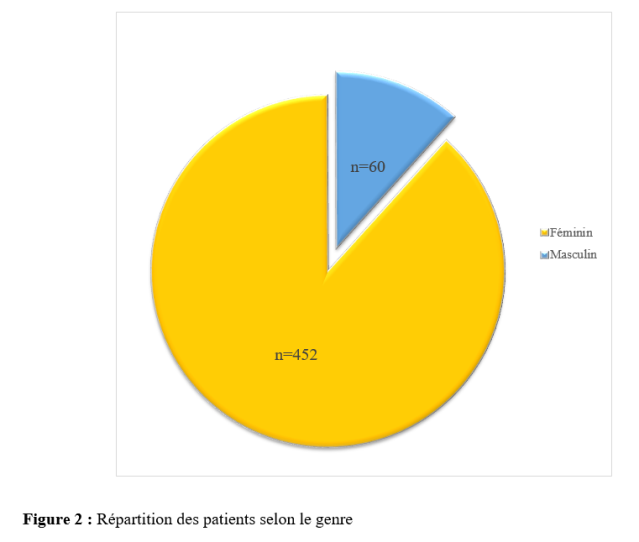 n=60
Féminin
Masculin
n=452
Figure 2 : Répartition des patients selon le genre